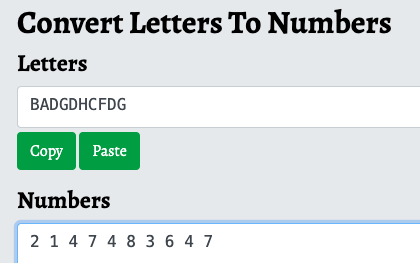 Convert Letters To Numbers
Letters
BADGDHCFDG
Copy Paste
Numbers
2 1 4 7 4 8 3 6 4 7